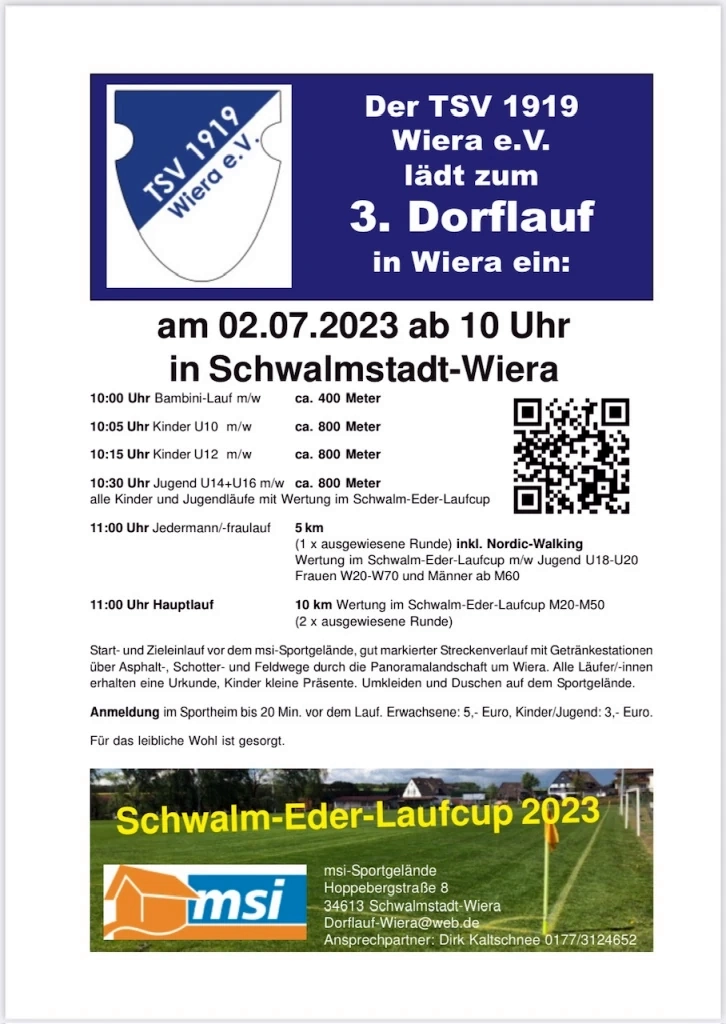 TSV 1919
Wiera e.V.
Der TSV 1919
Wiera e.V.
lädt zum
3. Dorflauf
in Wiera ein:
am 02.07.2023 ab 10 Uhr
in Schwalmstadt-Wiera
10:00 Uhr Bambini-Lauf m/w ca. 400 Meter
10:05 Uhr Kinder U10 m/w ca. 800 Meter
10:15 Uhr Kinder U12 m/w ca. 800 Meter
10:30 Uhr Jugend U14+U16 m/w ca. 800 Meter
alle Kinder und Jugendläufe mit Wertung im Schwalm-Eder-Laufcup
11:00 Uhr Jedermann/-fraulauf 5 km
(1 x ausgewiesene Runde) inkl. Nordic-Walking
Wertung im Schwalm-Eder-Laufcup m/w Jugend U18-U20
Frauen W20-W70 und Männer ab M60
11:00 Uhr Hauptlauf 10 km Wertung im Schwalm-Eder-Laufcup M20-M50
(2 x ausgewiesene Runde)
Start- und Zieleinlauf vor dem msi-Sportgelände, gut markierter Streckenverlauf mit Getränkestationen
über Asphalt-, Schotter- und Feldwege durch die Panoramalandschaft um Wiera. Alle Läufer/-innen
erhalten eine Urkunde, Kinder kleine Präsente. Umkleiden und Duschen auf dem Sportgelände.
Anmeldung im Sportheim bis 20 Min. vor dem Lauf. Erwachsene: 5,- Euro, Kinder/Jugend: 3,- Euro.
Für das leibliche Wohl ist gesorgt.
Schwalm-Eder-Laufcup 2023
msi
msi-Sportgelände
Hoppebergstraße 8
34613 Schwalmstadt-Wiera
Dorflauf-Wiera@web.de
Ansprechpartner: Dirk Kaltschnee 0177/3124652